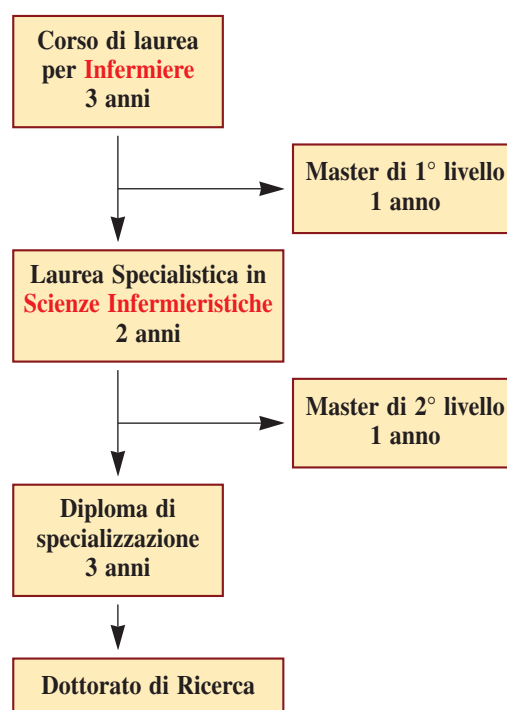 Corso di laurea
per Infermiere
3 anni
Master di 1° livello
1 anno
Laurea Specialistica in
Scienze Infermieristiche
2 anni
Master di 2° livello
1 anno
Diploma di
specializzazione
3 anni
Dottorato di Ricerca